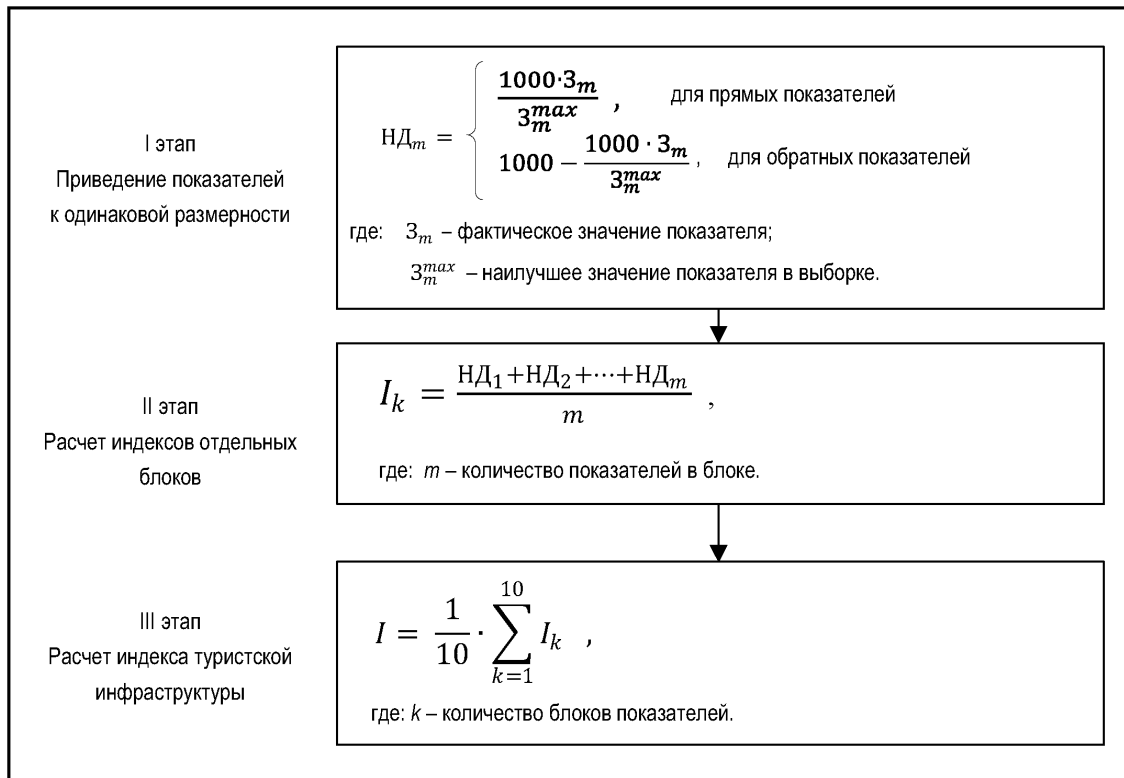 I этап
Приведение показателей
к одинаковой размерности
НД_m = { 1000·З_m / З_m^max , для прямых показателей
1000 − 1000 · З_m / З_m^max , для обратных показателей
где: З_m – фактическое значение показателя;
З_m^max – наилучшее значение показателя в выборке.
II этап
Расчет индексов отдельных
блоков
I_k = НД_1+НД_2+⋯+НД_m / m ,
где: m – количество показателей в блоке.
III этап
Расчет индекса туристской
инфраструктуры
I = 1/10 · ∑_{k=1}^{10} I_k ,
где: k – количество блоков показателей.